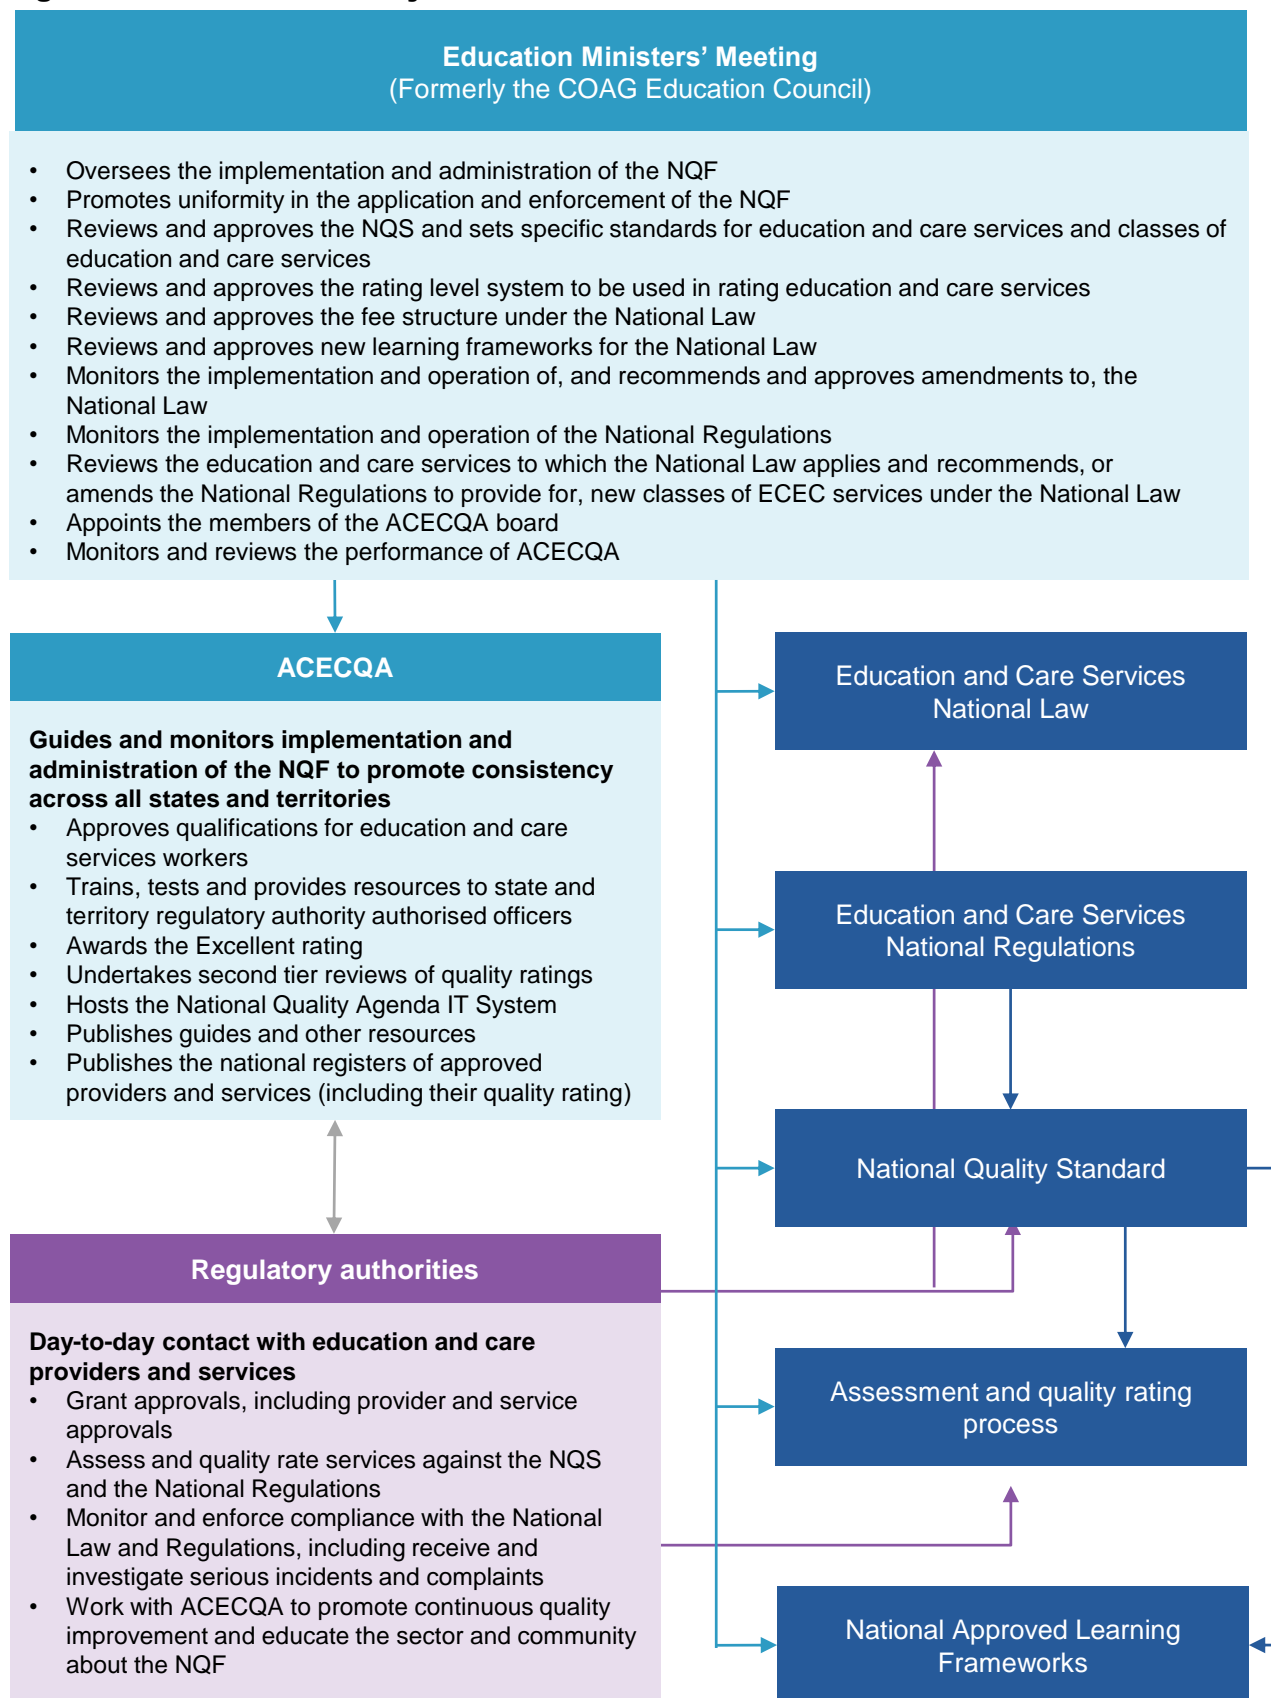 Education Ministers’ Meeting
(Formerly the COAG Education Council)
• Oversees the implementation and administration of the NQF
• Promotes uniformity in the application and enforcement of the NQF
• Reviews and approves the NQS and sets specific standards for education and care services and classes of
education and care services
• Reviews and approves the rating level system to be used in rating education and care services
• Reviews and approves the fee structure under the National Law
• Reviews and approves new learning frameworks for the National Law
• Monitors the implementation and operation of, and recommends and approves amendments to, the
National Law
• Monitors the implementation and operation of the National Regulations
• Reviews the education and care services to which the National Law applies and recommends, or
amends the National Regulations to provide for, new classes of ECEC services under the National Law
• Appoints the members of the ACECQA board
• Monitors and reviews the performance of ACECQA
ACECQA
Guides and monitors implementation and
administration of the NQF to promote consistency
across all states and territories
• Approves qualifications for education and care
services workers
• Trains, tests and provides resources to state and
territory regulatory authority authorised officers
• Awards the Excellent rating
• Undertakes second tier reviews of quality ratings
• Hosts the National Quality Agenda IT System
• Publishes guides and other resources
• Publishes the national registers of approved
providers and services (including their quality rating)
Regulatory authorities
Day-to-day contact with education and care
providers and services
• Grant approvals, including provider and service
approvals
• Assess and quality rate services against the NQS
and the National Regulations
• Monitor and enforce compliance with the National
Law and Regulations, including receive and
investigate serious incidents and complaints
• Work with ACECQA to promote continuous quality
improvement and educate the sector and community
about the NQF
Education and Care Services
National Law
Education and Care Services
National Regulations
National Quality Standard
Assessment and quality rating
process
National Approved Learning
Frameworks